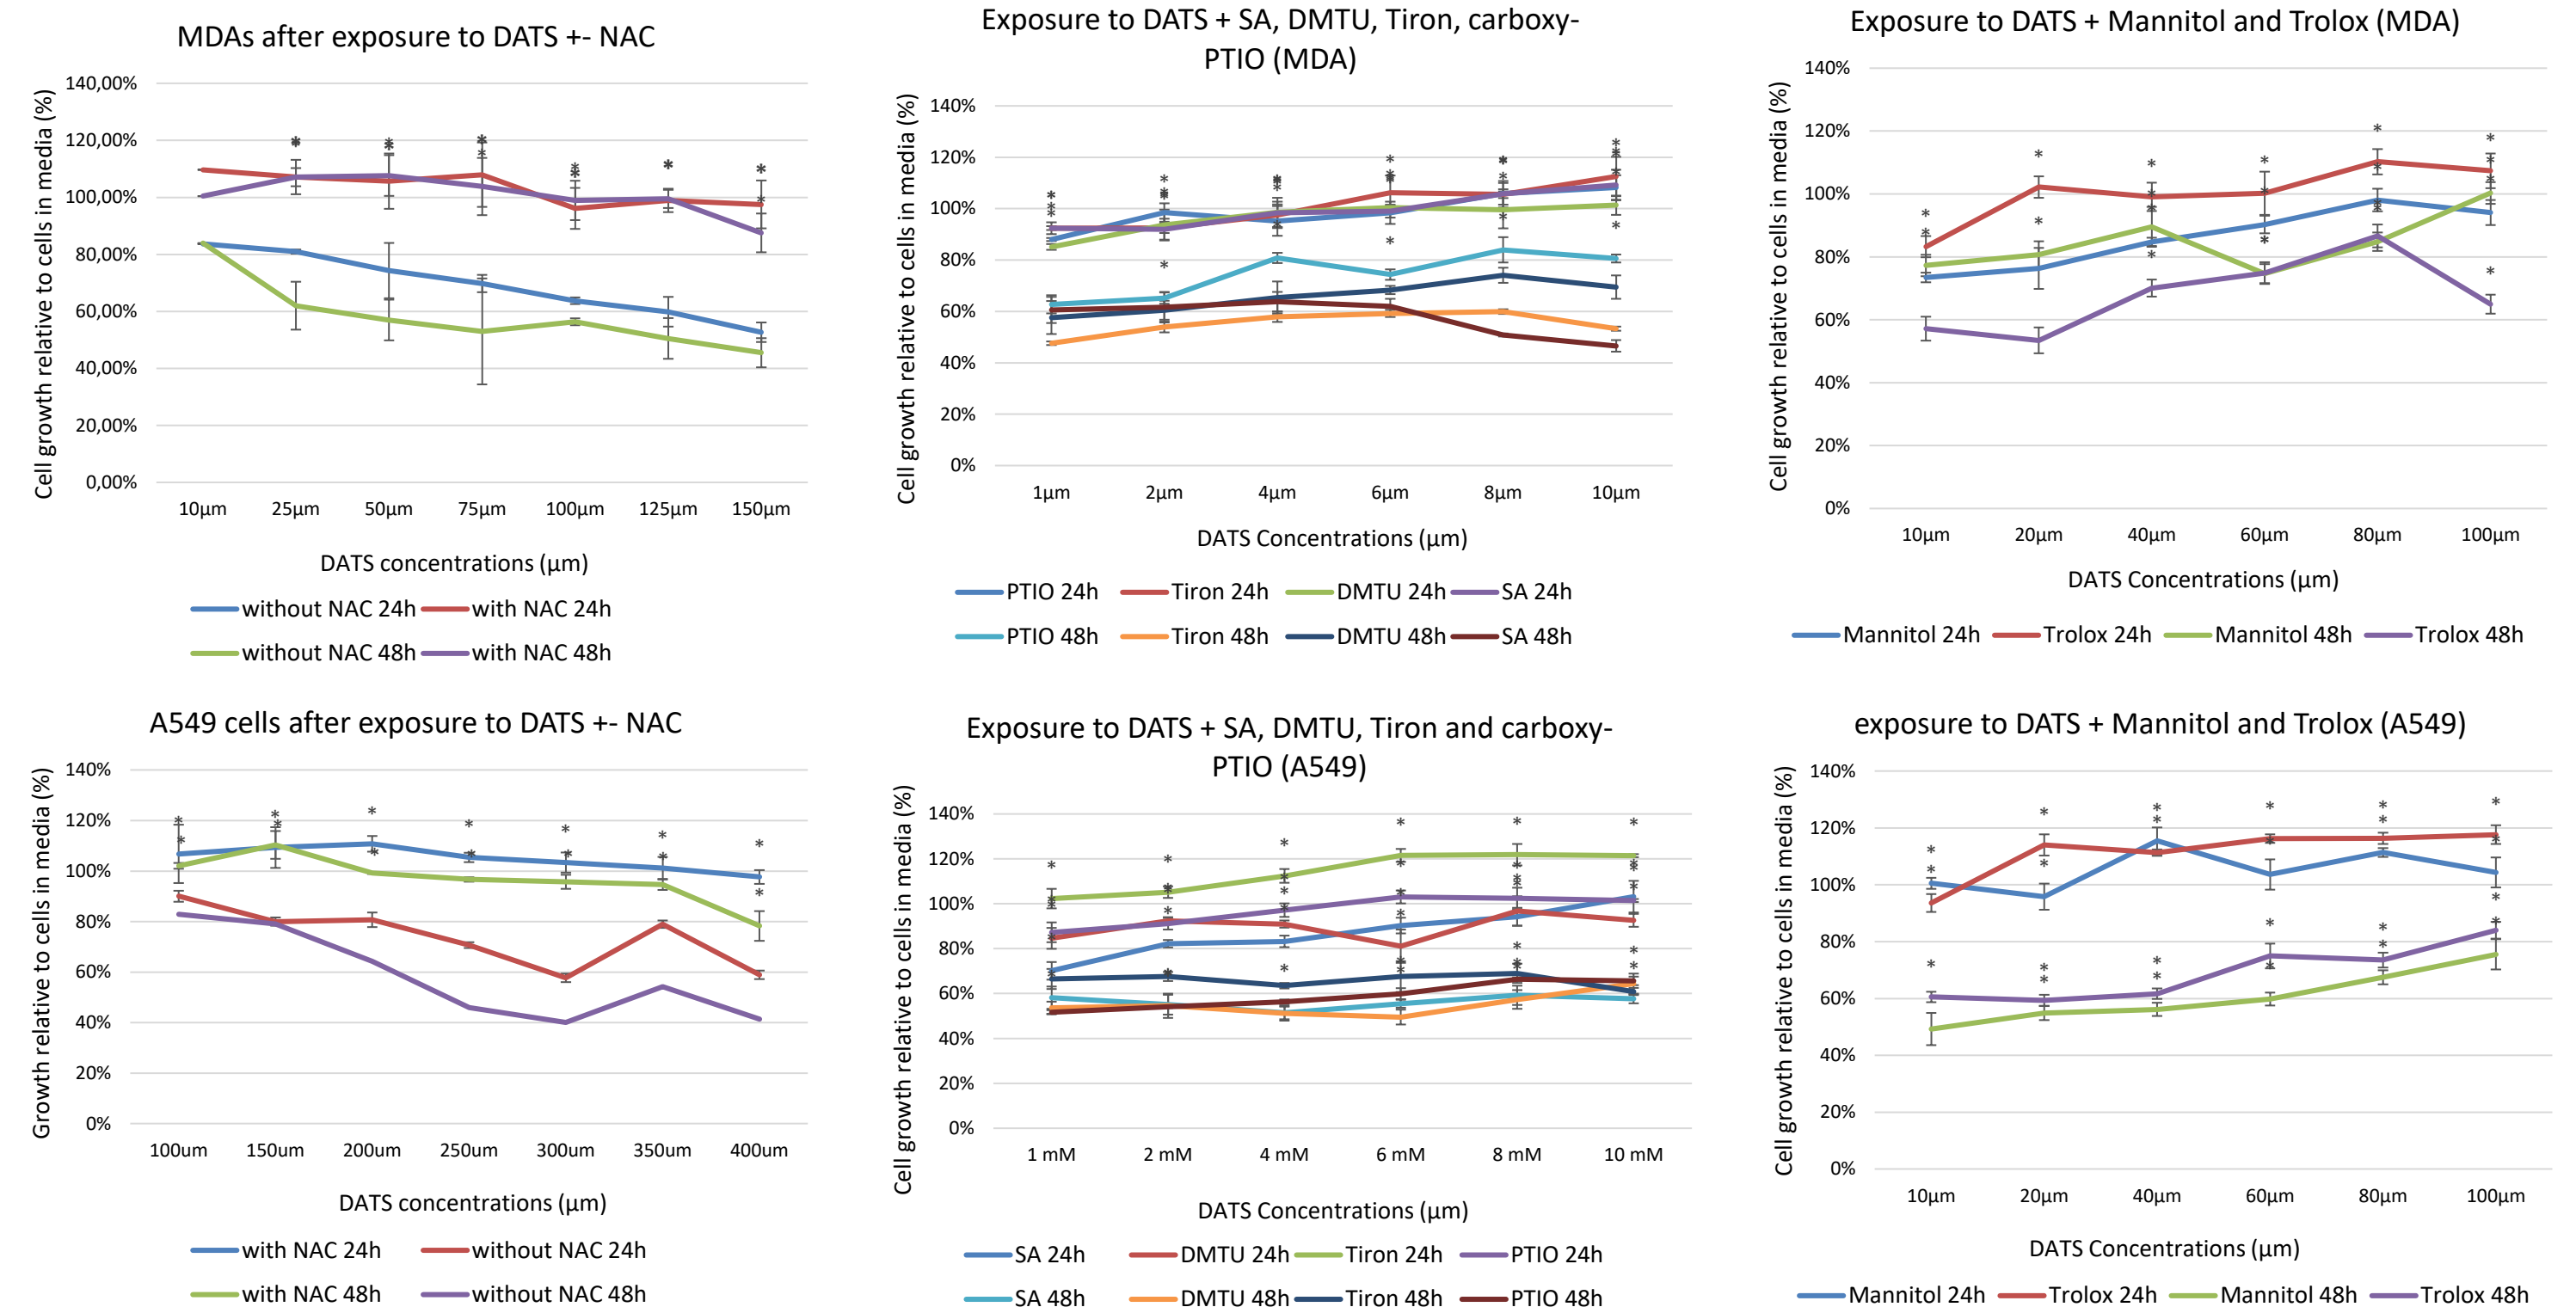 MDAs after exposure to DATS +- NAC
Cell growth relative to cells in media (%)
140,00%
120,00%
100,00%
80,00%
60,00%
40,00%
20,00%
0,00%
10µm 25µm 50µm 75µm 100µm 125µm 150µm
DATS concentrations (µm)
without NAC 24h with NAC 24h
without NAC 48h with NAC 48h
Exposure to DATS + SA, DMTU, Tiron, carboxy-
PTIO (MDA)
Cell growth relative to cells in media (%)
140%
120%
100%
80%
60%
40%
20%
0%
1µm 2µm 4µm 6µm 8µm 10µm
DATS Concentrations (µm)
PTIO 24h Tiron 24h DMTU 24h SA 24h
PTIO 48h Tiron 48h DMTU 48h SA 48h
Exposure to DATS + Mannitol and Trolox (MDA)
Cell growth relative to cells in media (%)
140%
120%
100%
80%
60%
40%
20%
0%
10µm 20µm 40µm 60µm 80µm 100µm
DATS Concentrations (µm)
Mannitol 24h Trolox 24h Mannitol 48h Trolox 48h
A549 cells after exposure to DATS +- NAC
Growth relative to cells in media (%)
140%
120%
100%
80%
60%
40%
20%
0%
100um 150um 200um 250um 300um 350um 400um
DATS concentrations (µm)
with NAC 24h without NAC 24h
with NAC 48h without NAC 48h
Exposure to DATS + SA, DMTU, Tiron and carboxy-
PTIO (A549)
Cell growth relative to cells in media (%)
140%
120%
100%
80%
60%
40%
20%
0%
1 mM 2 mM 4 mM 6 mM 8 mM 10 mM
DATS Concentrations (µm)
SA 24h DMTU 24h Tiron 24h PTIO 24h
SA 48h DMTU 48h Tiron 48h PTIO 48h
exposure to DATS + Mannitol and Trolox (A549)
Cell growth relative to cells in media (%)
140%
120%
100%
80%
60%
40%
20%
0%
10µm 20µm 40µm 60µm 80µm 100µm
DATS Concentrations (µm)
Mannitol 24h Trolox 24h Mannitol 48h Trolox 48h